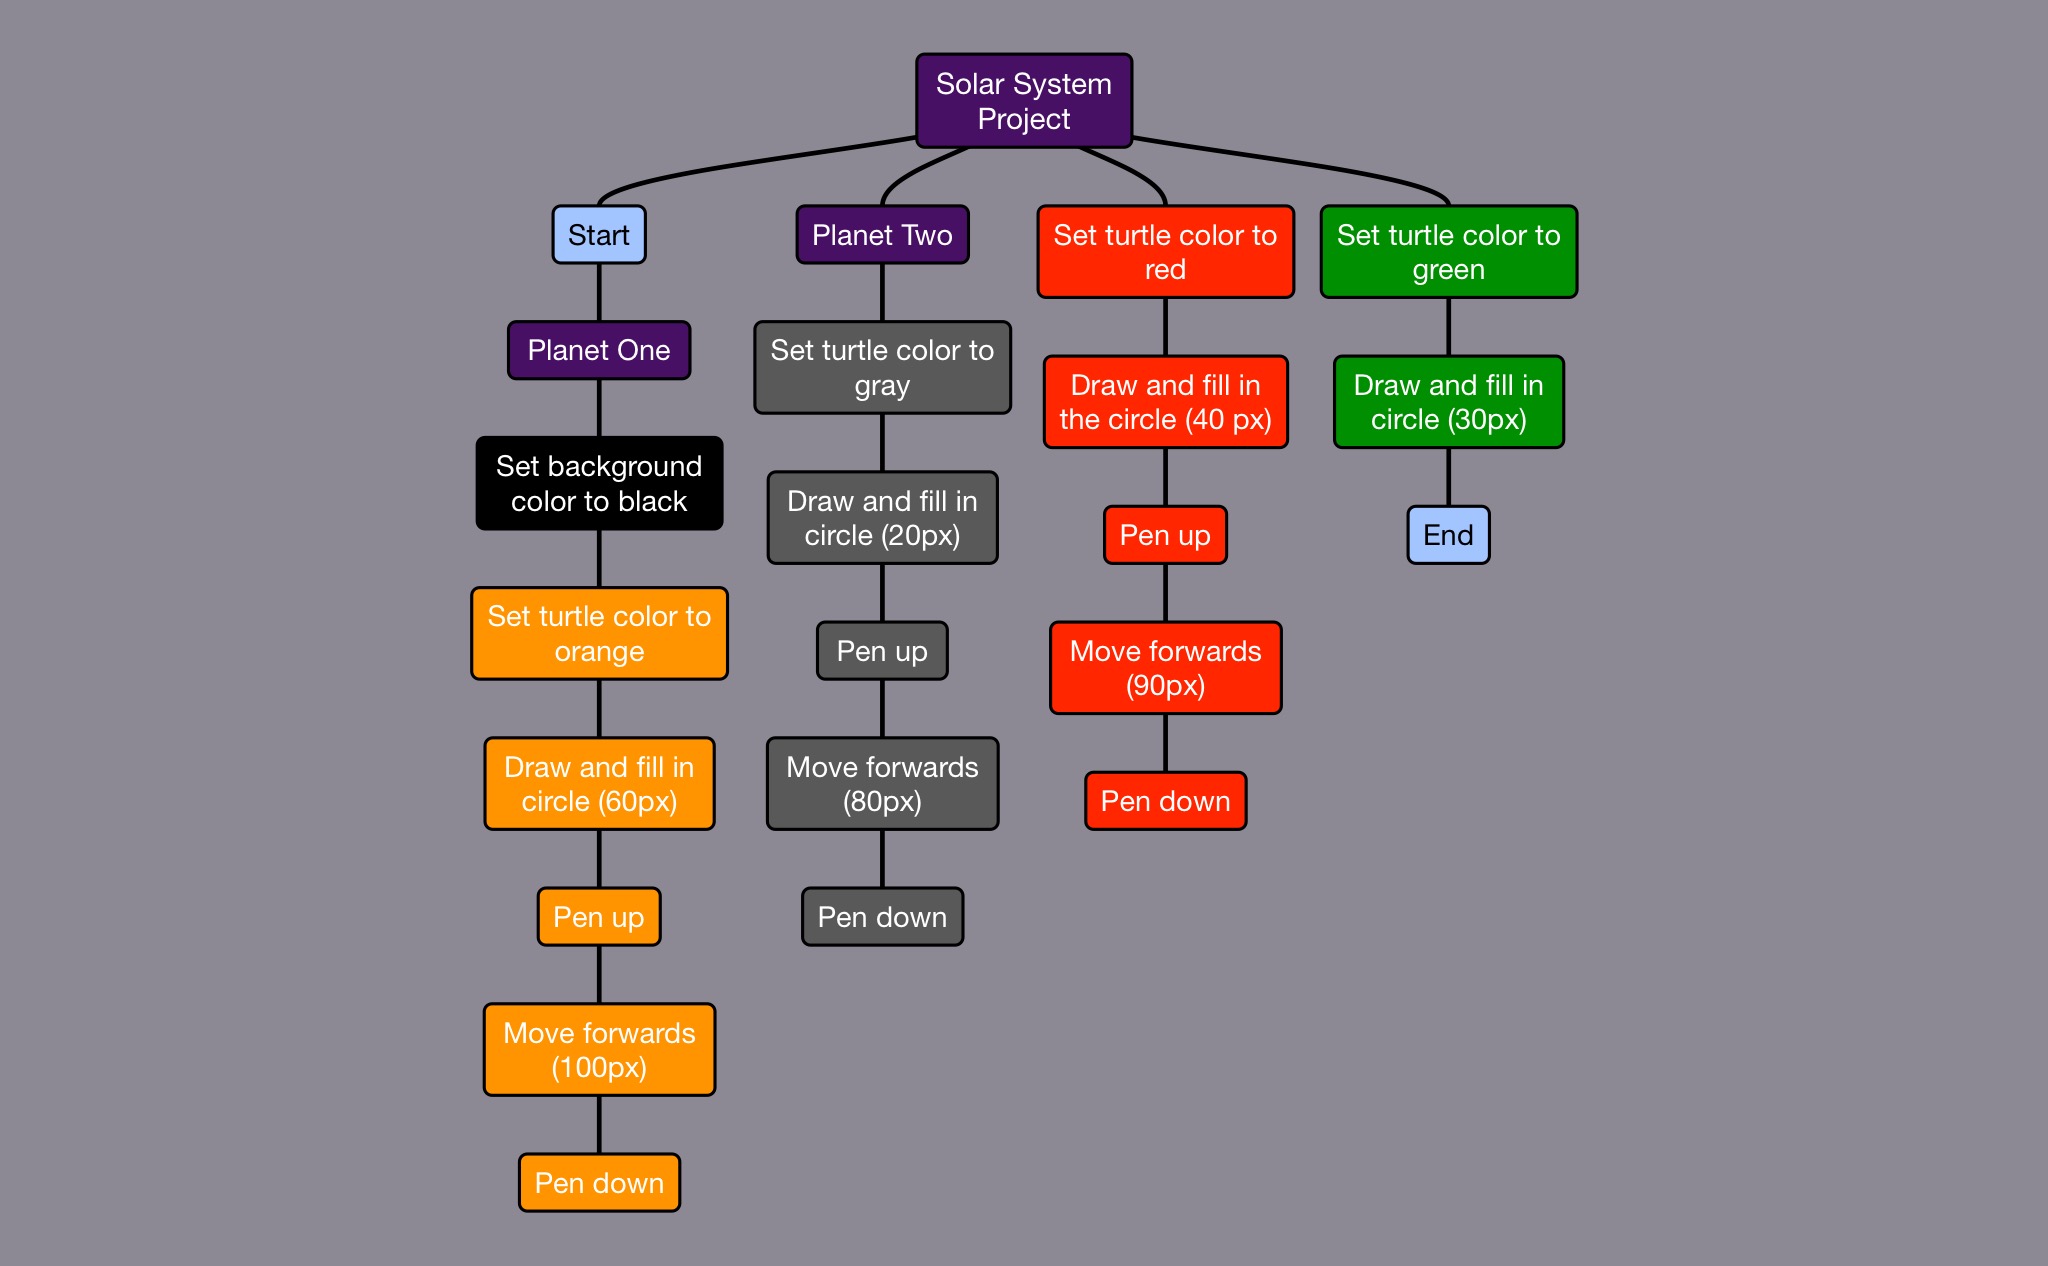 Solar System
Project
Start
Planet One
Set background
color to black
Set turtle color to
orange
Draw and fill in
circle (60px)
Pen up
Move forwards
(100px)
Pen down
Planet Two
Set turtle color to
gray
Draw and fill in
circle (20px)
Pen up
Move forwards
(80px)
Pen down
Set turtle color to
red
Draw and fill in
the circle (40 px)
Pen up
Move forwards
(90px)
Pen down
Set turtle color to
green
Draw and fill in
circle (30px)
End